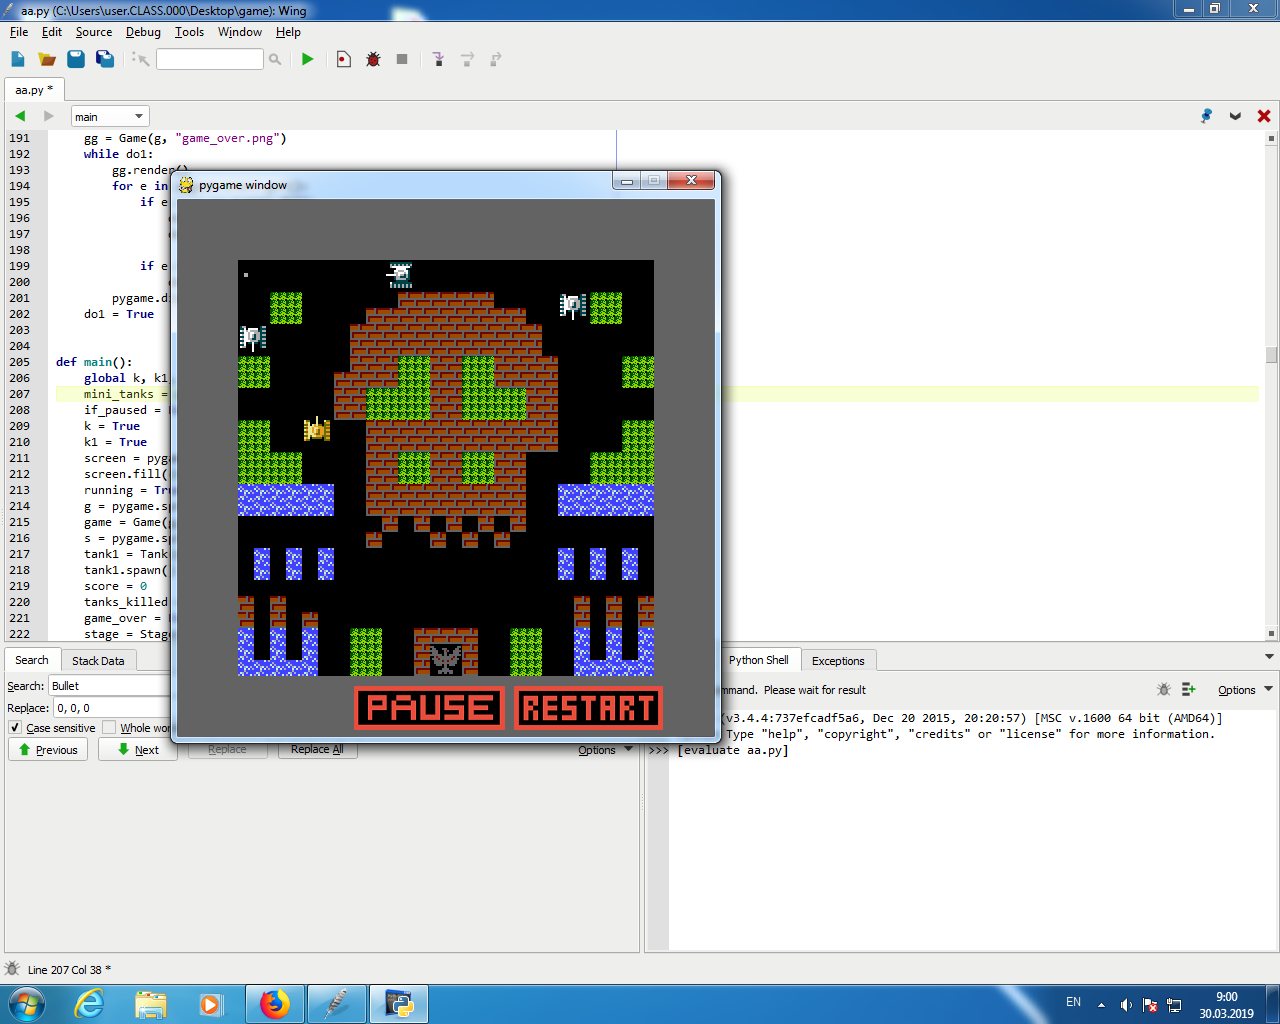 aa.py (C:\Users\user.CLASS.000\Desktop\game): Wing
File Edit Source Debug Tools Window Help
aa.py *
main
191 gg = Game(g, "game_over.png")
192 while do1:
193 gg.render()
194 for e in
195 if e
196
197
198
199 if e
200
201 pygame.di
202 do1 = True
203
204
205 def main():
206 global k, k1
207 mini_tanks =
208 if_paused =
209 k = True
210 k1 = True
211 screen = pyga
212 screen.fill(
213 running = Tru
214 g = pygame.sp
215 game = Game(g
216 s = pygame.sp
217 tank1 = Tank
218 tank1.spawn(
219 score = 0
220 tanks_killed
221 game_over =
222 stage = Stage
pygame window
PAUSE RESTART
Search Stack Data
Search: Bullet
Replace: 0, 0, 0
Case sensitive Whole wor
Previous Next Replace Replace All Options
Python Shell Exceptions
mmand. Please wait for result
Options
(v3.4.4:737efcadf5a6, Dec 20 2015, 20:20:57) [MSC v.1600 64 bit (AMD64)]
Type "help", "copyright", "credits" or "license" for more information.
>>> [evaluate aa.py]
Line 207 Col 38 *
EN
9:00
30.03.2019